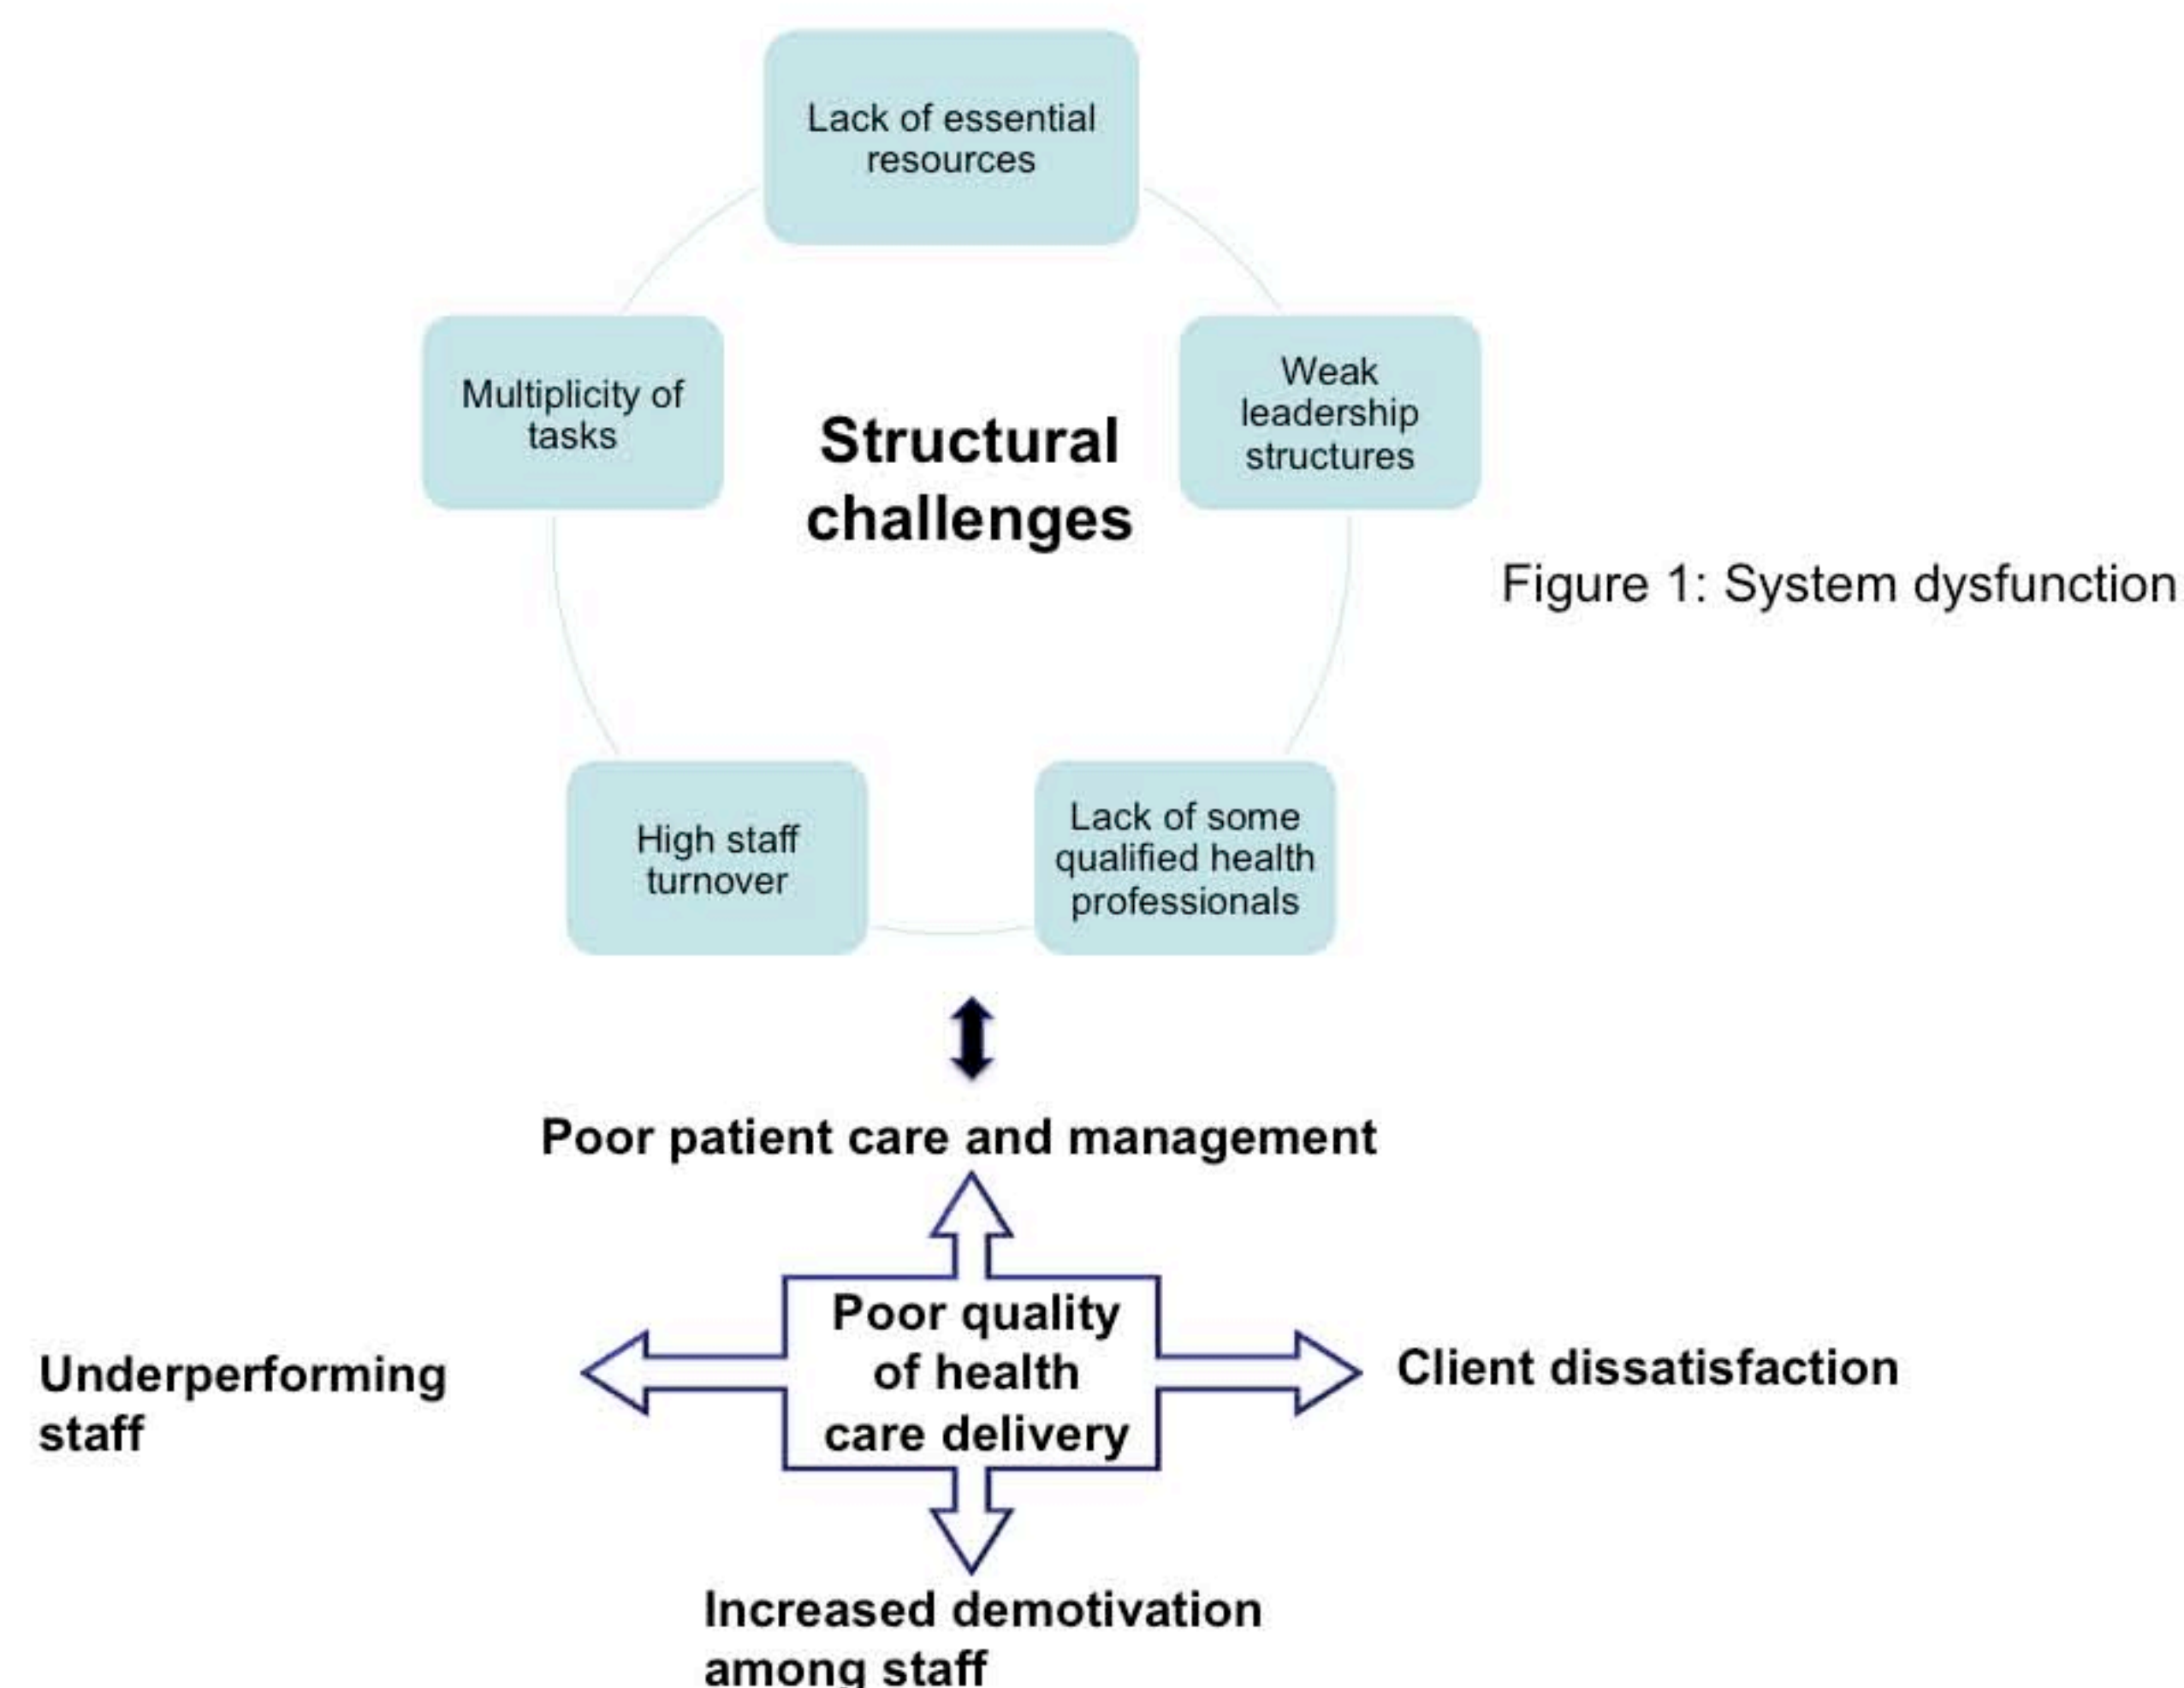 Lack of essential
resources
Multiplicity of
tasks
Structural
challenges
Weak
leadership
structures
Figure 1: System dysfunction
High staff
turnover
Lack of some
qualified health
professionals
Poor patient care and management
Underperforming
staff
Poor quality
of health
care delivery
Client dissatisfaction
Increased demotivation
among staff